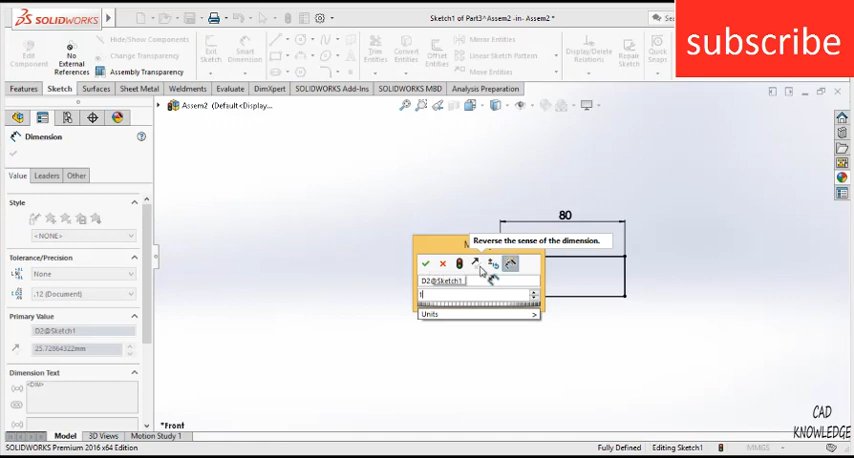 SOLIDWORKS
Sketch1 of Part3^Assem2 -in- Assem2 *
subscribe
Edit Component
No External References
Hide/Show Components
Change Transparency
Assembly Transparency
Exit Sketch
Smart Dimension
Trim Entities
Convert Entities
Offset Entities
Mirror Entities
Linear Sketch Pattern
Move Entities
Display/Delete Relations
Repair Sketch
Quick Snaps
Features
Sketch
Surfaces
Sheet Metal
Weldments
Evaluate
DimXpert
SOLIDWORKS Add-Ins
SOLIDWORKS MBD
Analysis Preparation
Assem2 (Default<Display...
Dimension
Value
Leaders
Other
Style
<NONE>
Tolerance/Precision
None
.12 (Document)
Primary Value
D2@Sketch1
25.72864322mm
Dimension Text
<DIM>
80
Reverse the sense of the dimension.
D2@Sketch1
Units
*Front
Model
3D Views
Motion Study 1
SOLIDWORKS Premium 2016 x64 Edition
Fully Defined
Editing Sketch1
MMGS
CAD
KNOWLEDGE